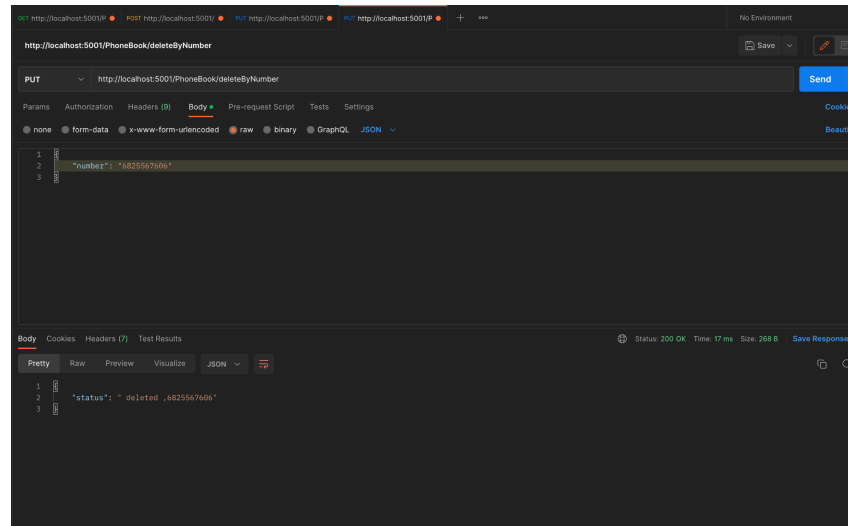 GET http://localhost:5001/P POST http://localhost:5001/ PUT http://localhost:5001/P PUT http://localhost:5001/P + ooo No Environment
http://localhost:5001/PhoneBook/deleteByNumber Save
PUT http://localhost:5001/PhoneBook/deleteByNumber Send
Params Authorization Headers (9) Body Pre-request Script Tests Settings Cookie
none form-data x-www-form-urlencoded raw binary GraphQL JSON Beauti
1 {
2 "number": "6825567606"
3 }
Body Cookies Headers (7) Test Results Status: 200 OK Time: 17 ms Size: 268 B Save Response
Pretty Raw Preview Visualize JSON
1 {
2 "status": " deleted ,6825567606"
3 }